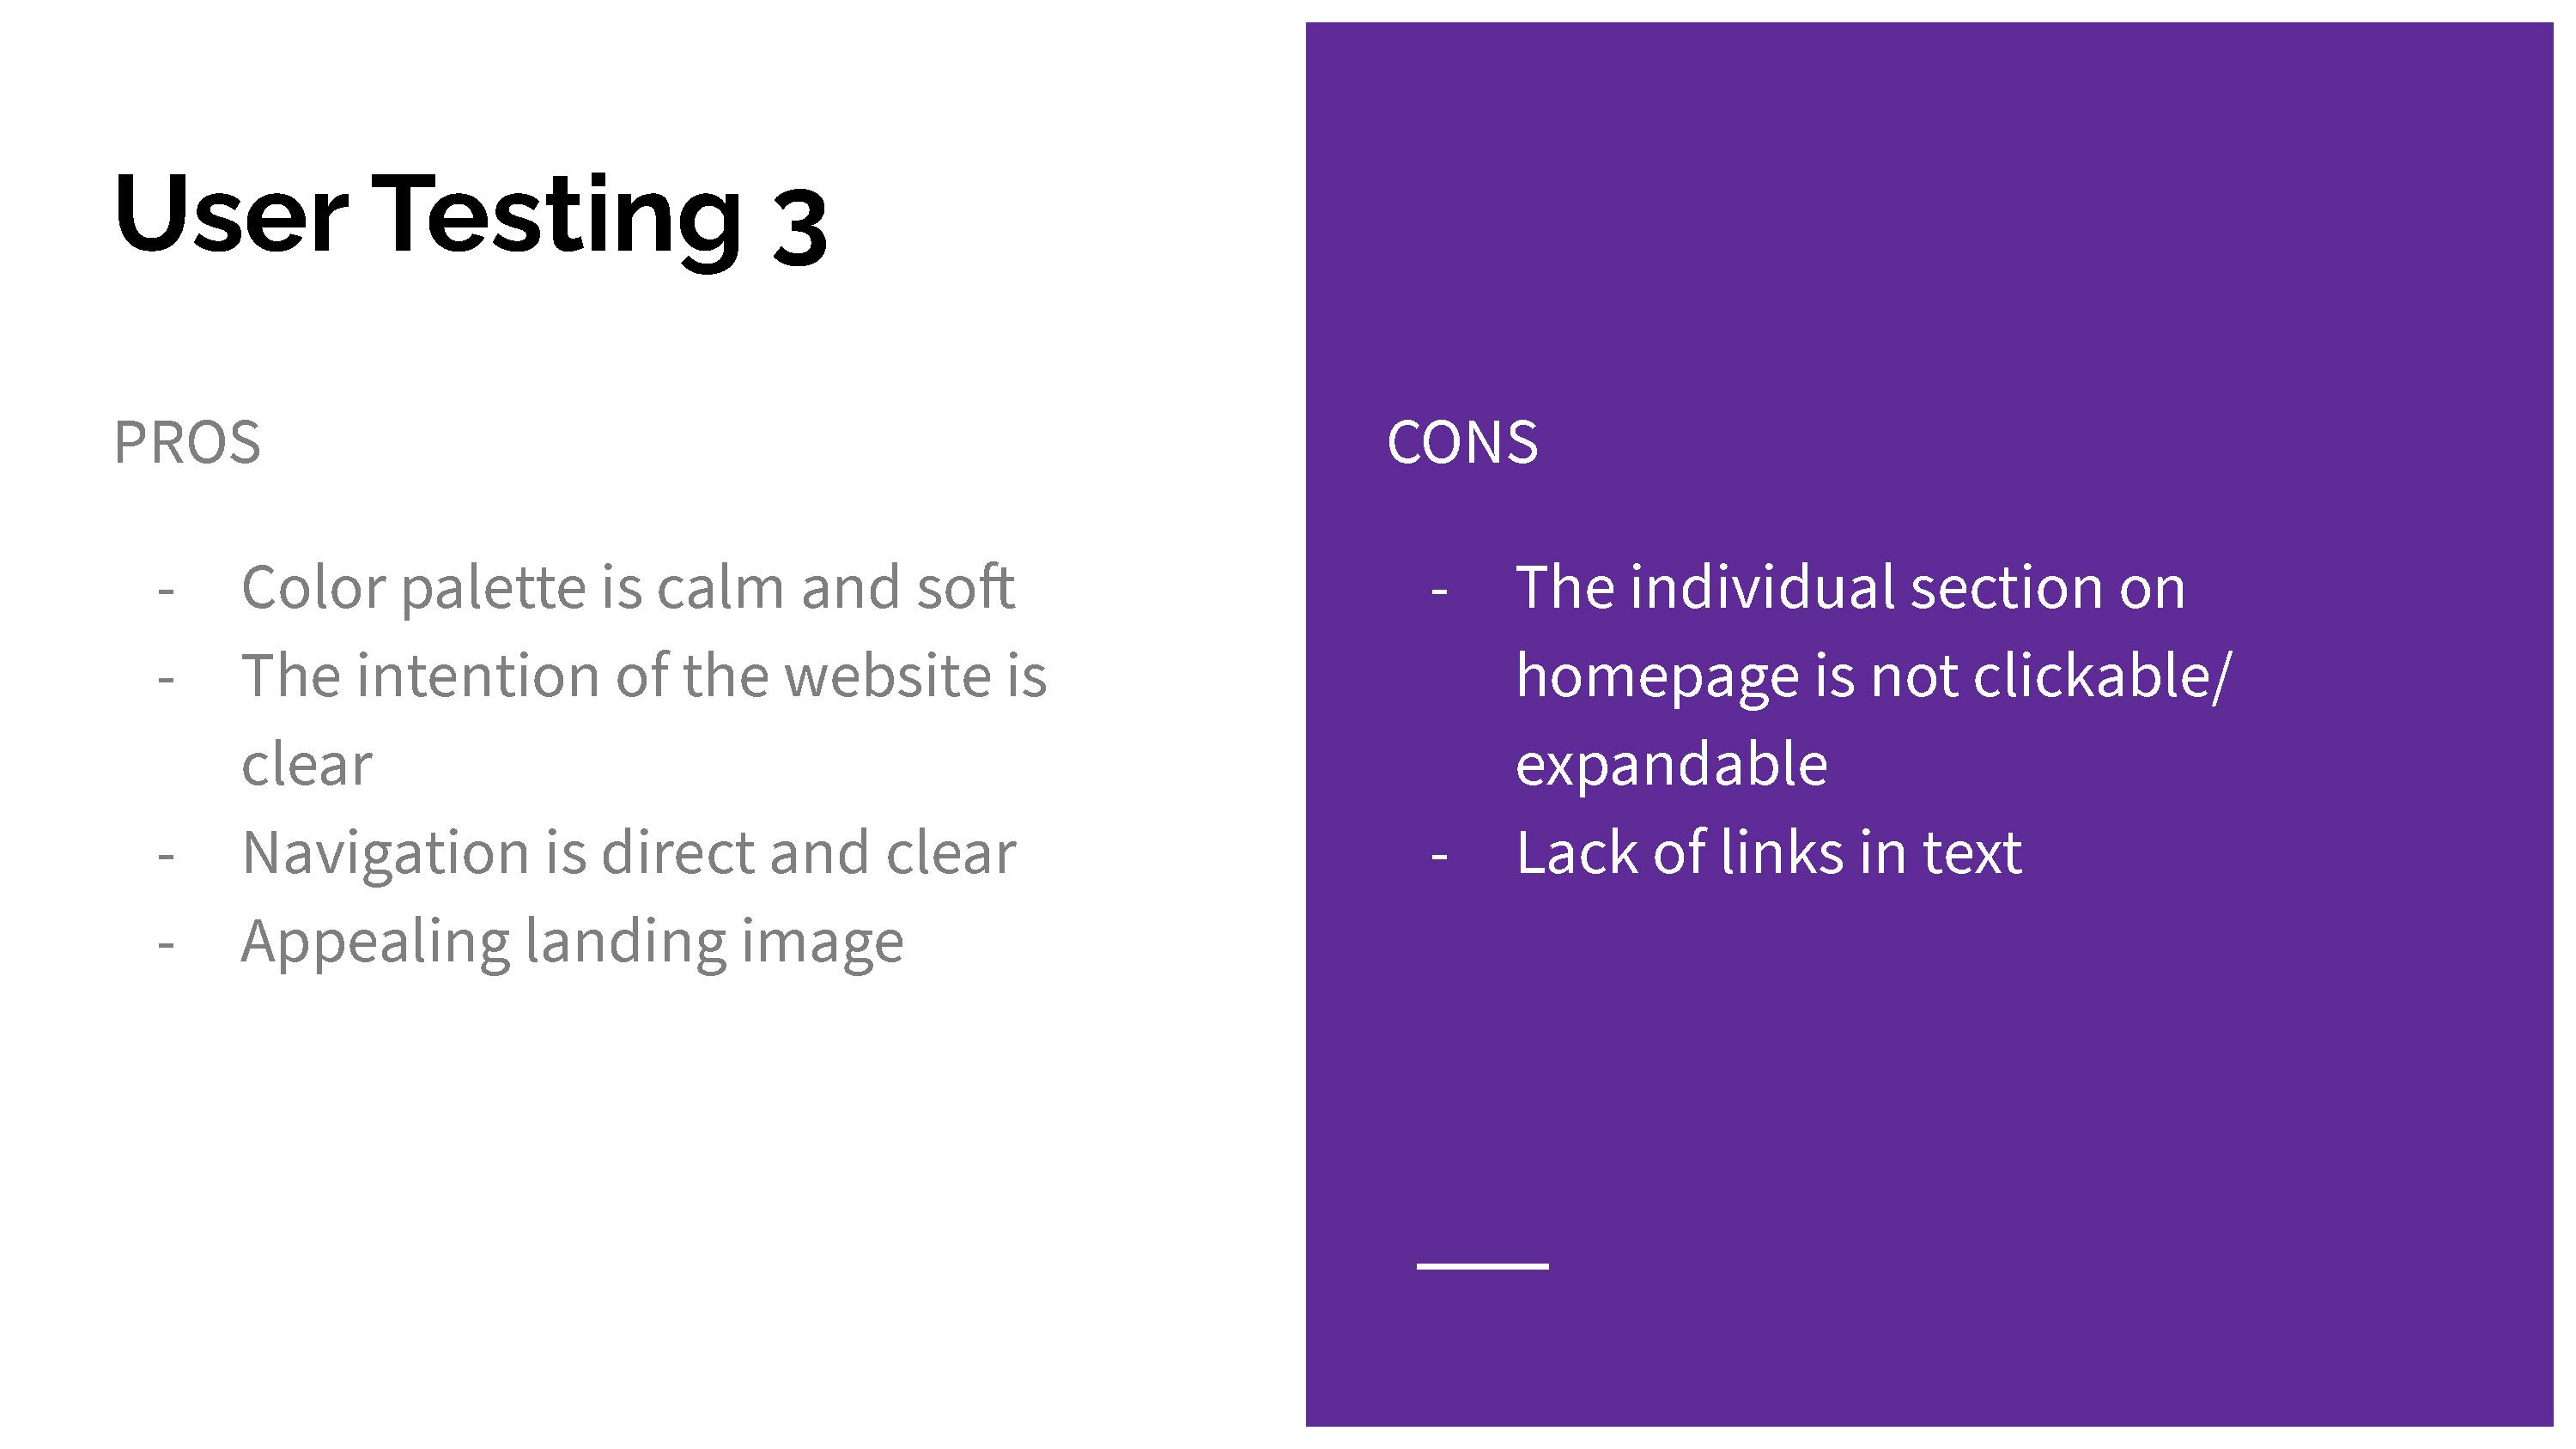 User Testing 3
PROS
- Color palette is calm and soft
- The intention of the website is
clear
- Navigation is direct and clear
- Appealing landing image
CONS
- The individual section on
homepage is not clickable/
expandable
- Lack of links in text